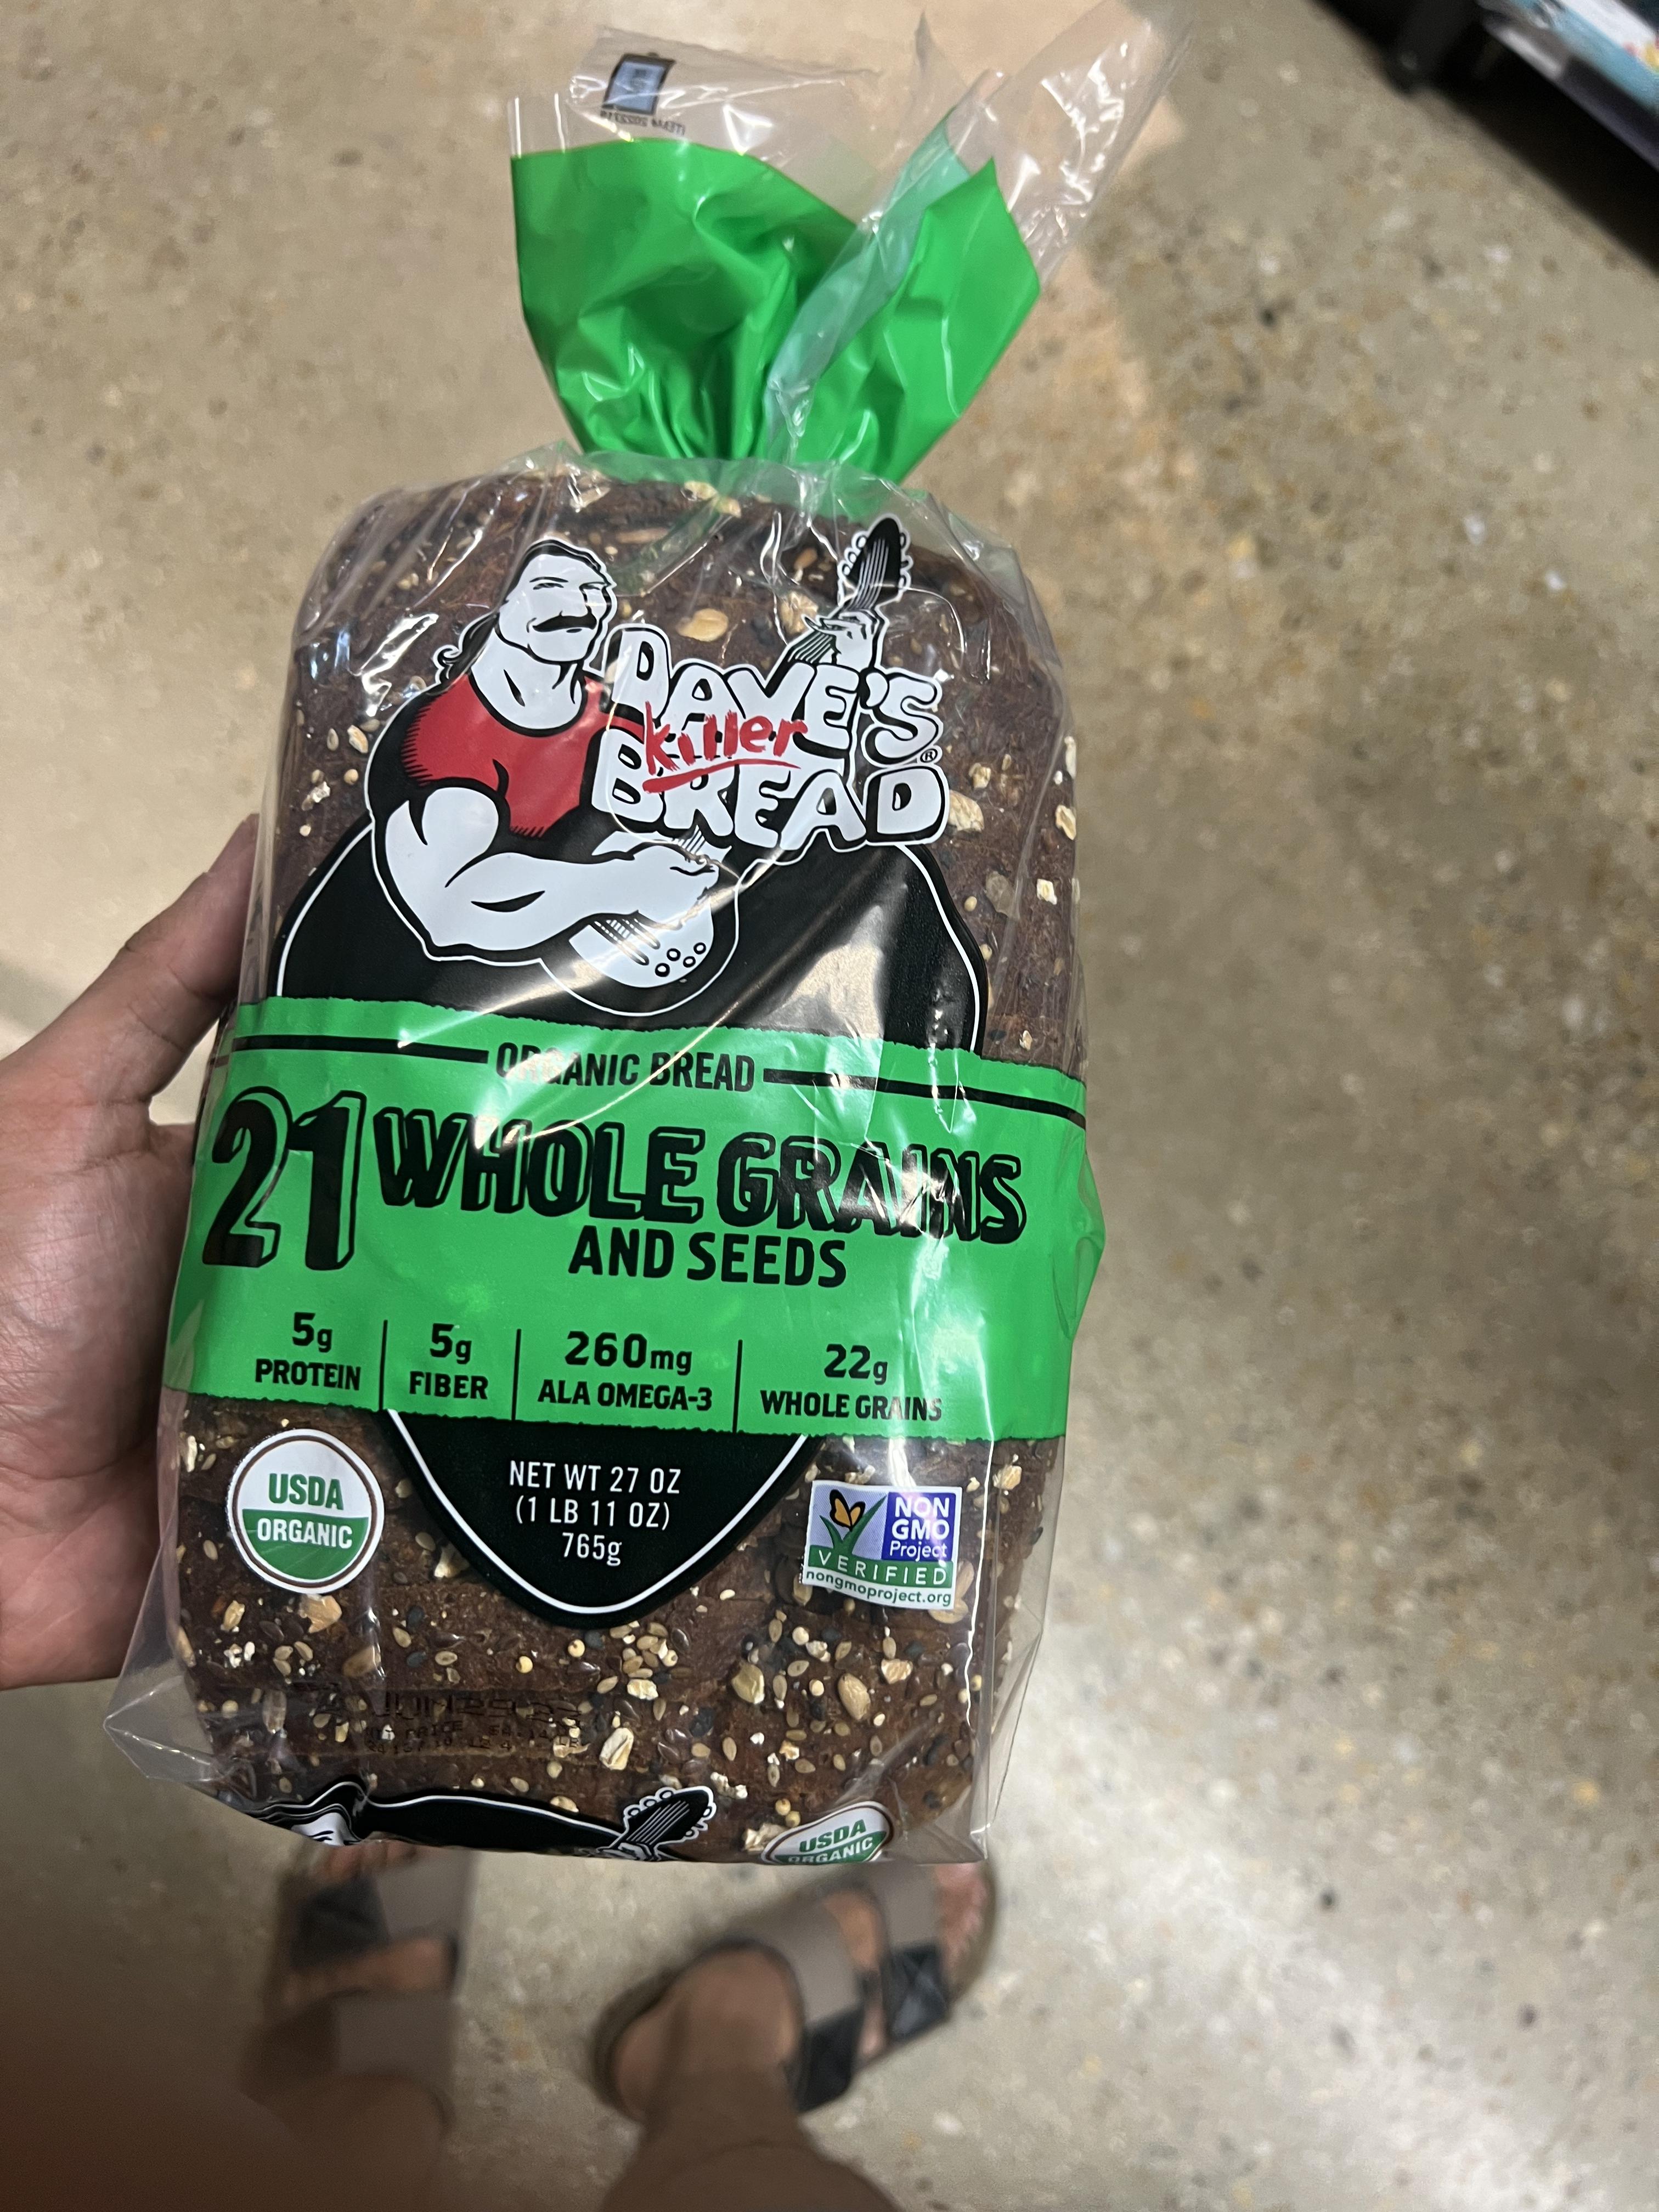 DAVE'S
killer
BREAD®
ORGANIC BREAD
21 WHOLE GRAINS
AND SEEDS
5g
PROTEIN
5g
FIBER
260mg
ALA OMEGA-3
22g
WHOLE GRAINS
USDA
ORGANIC
NET WT 27 OZ
(1 LB 11 OZ)
765g
NON
GMO
Project
VERIFIED
nongmoproject.org
USDA
ORGANIC